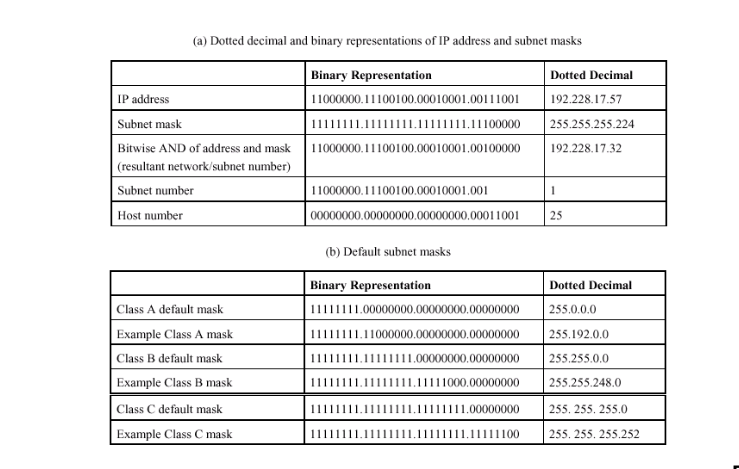 (a) Dotted decimal and binary representations of IP address and subnet masks
Binary Representation Dotted Decimal
IP address 11000000.11100100.00010001.00111001 192.228.17.57
Subnet mask 11111111.11111111.11111111.11100000 255.255.255.224
Bitwise AND of address and mask 11000000.11100100.00010001.00100000 192.228.17.32
(resultant network/subnet number)
Subnet number 11000000.11100100.00010001.001 1
Host number 00000000.00000000.00000000.00011001 25
(b) Default subnet masks
Binary Representation Dotted Decimal
Class A default mask 11111111.00000000.00000000.00000000 255.0.0.0
Example Class A mask 11111111.11000000.00000000.00000000 255.192.0.0
Class B default mask 11111111.11111111.00000000.00000000 255.255.0.0
Example Class B mask 11111111.11111111.11111000.00000000 255.255.248.0
Class C default mask 11111111.11111111.11111111.00000000 255. 255. 255.0
Example Class C mask 11111111.11111111.11111111.11111100 255. 255. 255.252